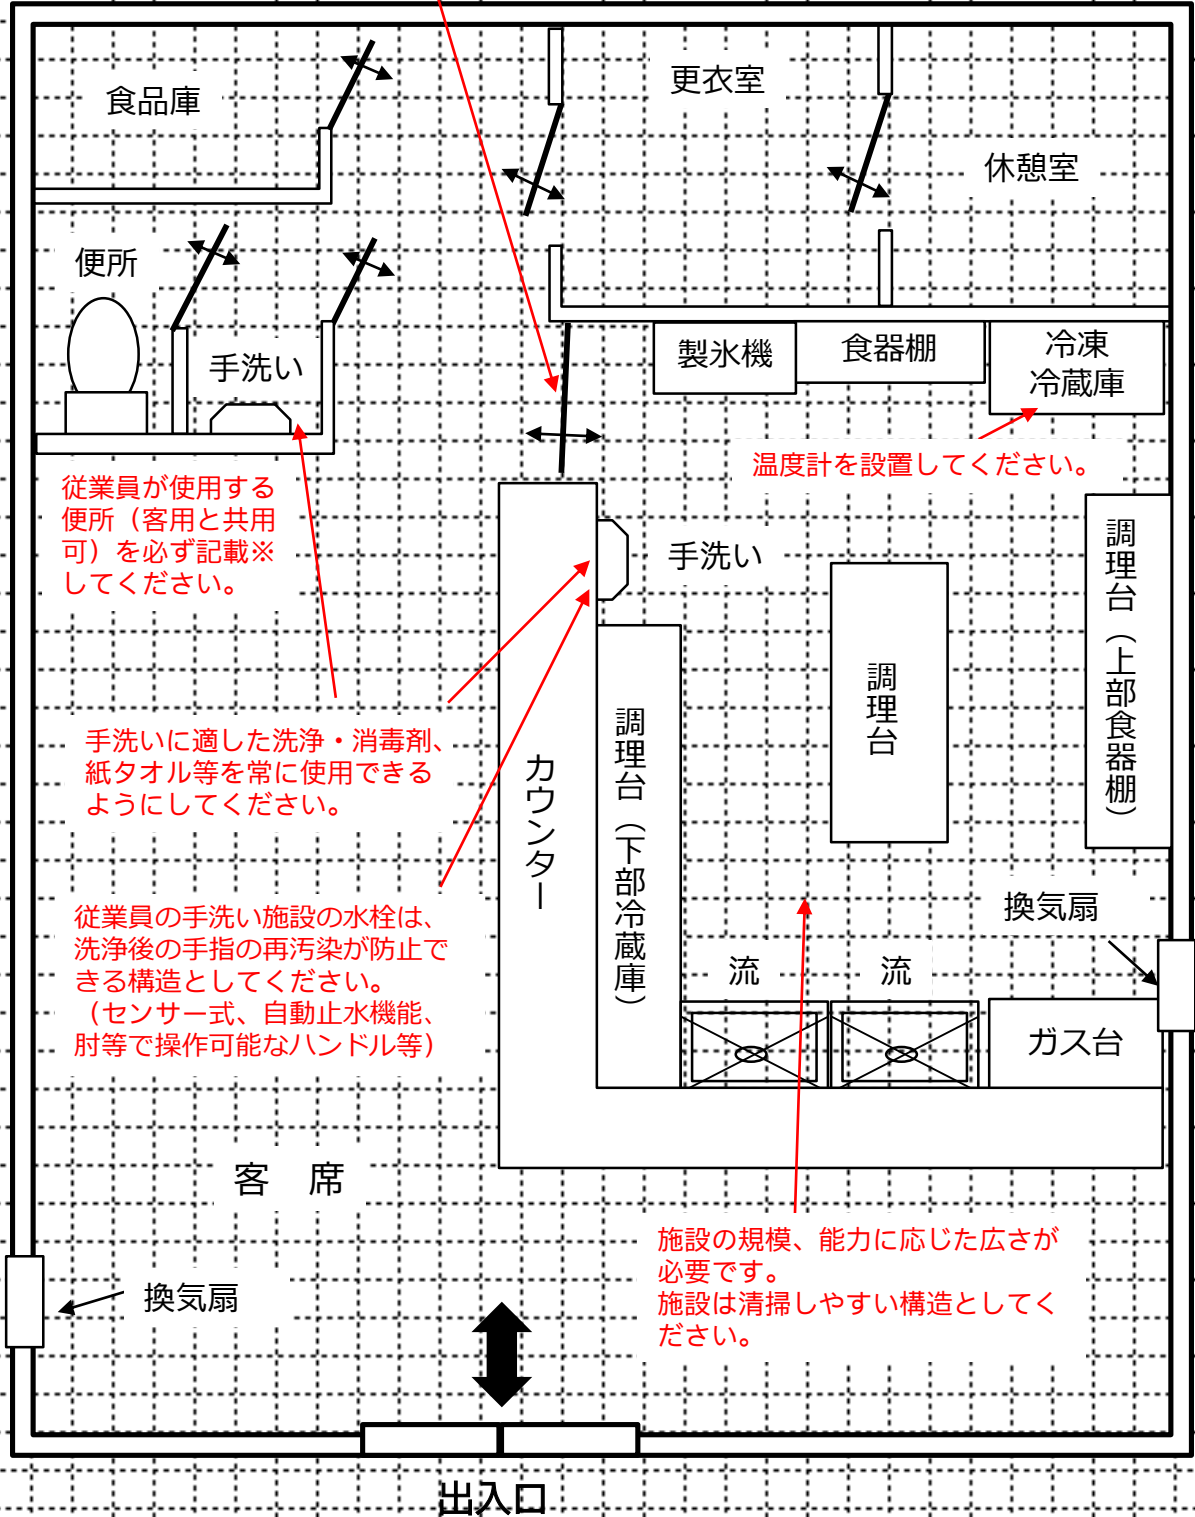 食品庫
更衣室
休憩室
便所
手洗い
製氷機
食器棚
冷凍
冷蔵庫
温度計を設置してください。
従業員が使用する
便所（客用と共用
可）を必ず記載※
してください。
手洗い
調理台（上部食器棚）
調理台
調理台（下部冷蔵庫）
カウンター
手洗いに適した洗浄・消毒剤、
紙タオル等を常に使用できる
ようにしてください。
従業員の手洗い施設の水栓は、
洗浄後の手指の再汚染が防止で
きる構造としてください。
（センサー式、自動止水機能、
肘等で操作可能なハンドル等）
換気扇
流
流
ガス台
客　席
施設の規模、能力に応じた広さが
必要です。
施設は清掃しやすい構造としてく
ださい。
換気扇
出入口